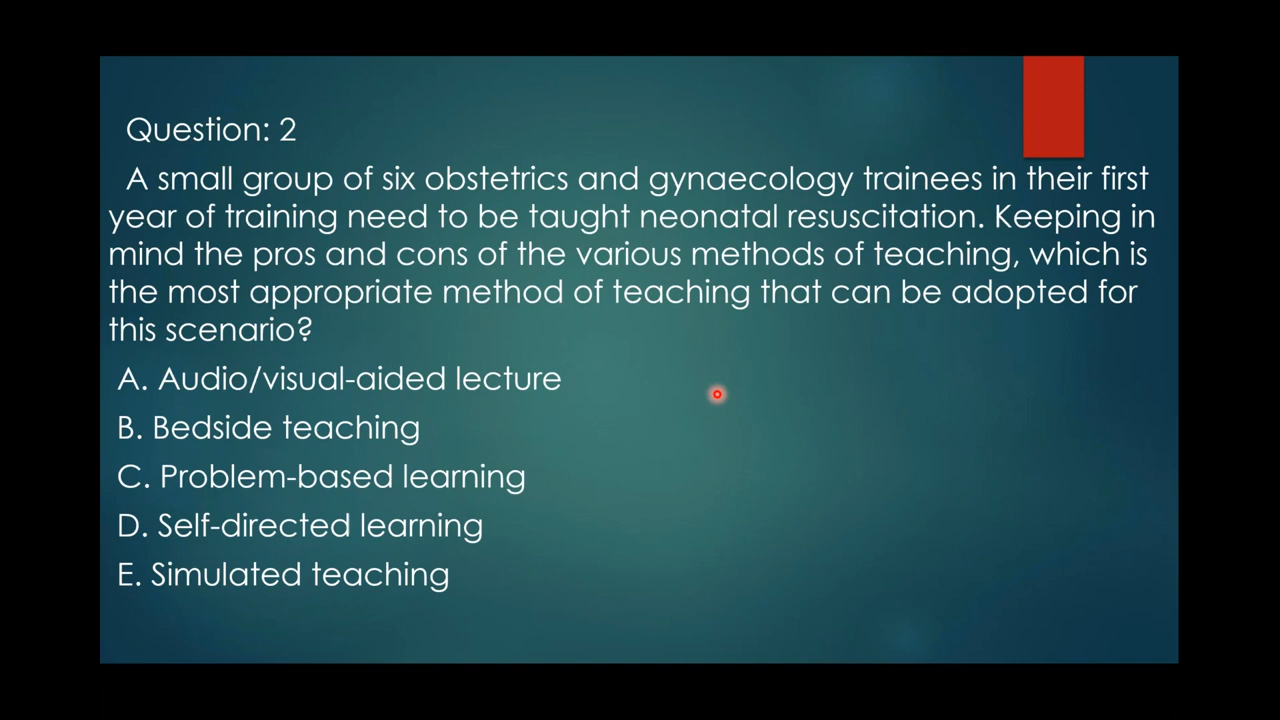 Question: 2
A small group of six obstetrics and gynaecology trainees in their first
year of training need to be taught neonatal resuscitation. Keeping in
mind the pros and cons of the various methods of teaching, which is
the most appropriate method of teaching that can be adopted for
this scenario?
A. Audio/visual-aided lecture
B. Bedside teaching
C. Problem-based learning
D. Self-directed learning
E. Simulated teaching